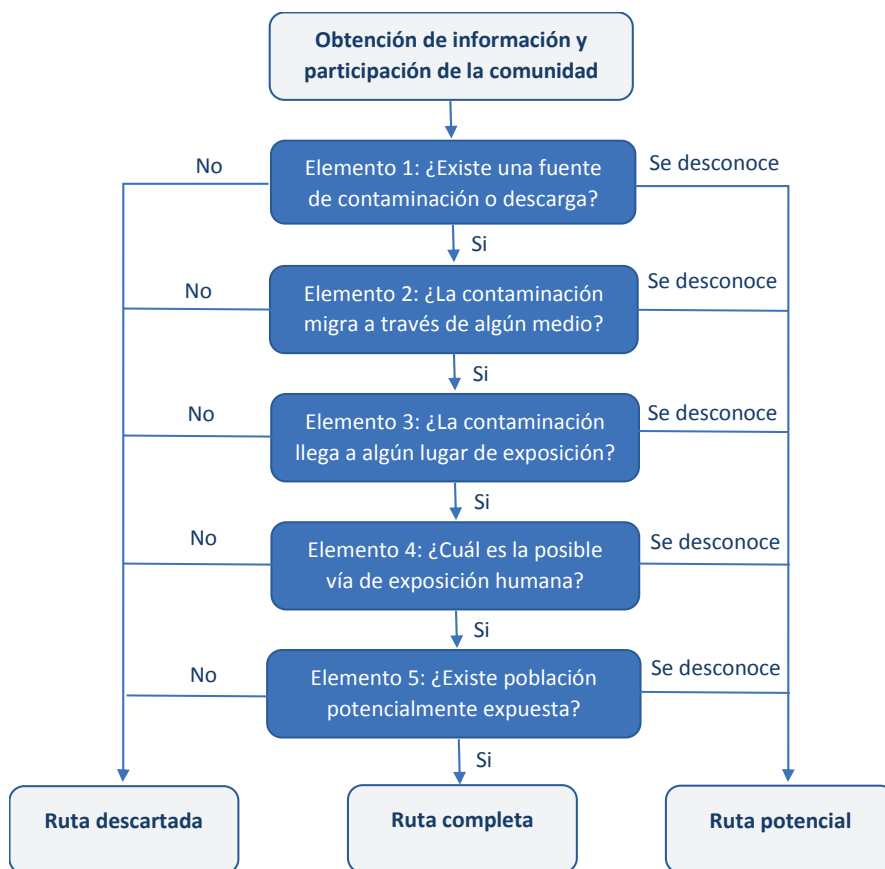 Obtención de información y
participación de la comunidad
No
Elemento 1: ¿Existe una fuente
de contaminación o descarga?
Se desconoce
Si
No
Elemento 2: ¿La contaminación
migra a través de algún medio?
Se desconoce
Si
No
Elemento 3: ¿La contaminación
llega a algún lugar de exposición?
Se desconoce
Si
No
Elemento 4: ¿Cuál es la posible
vía de exposición humana?
Se desconoce
Si
No
Elemento 5: ¿Existe población
potencialmente expuesta?
Se desconoce
Si
Ruta descartada
Ruta completa
Ruta potencial